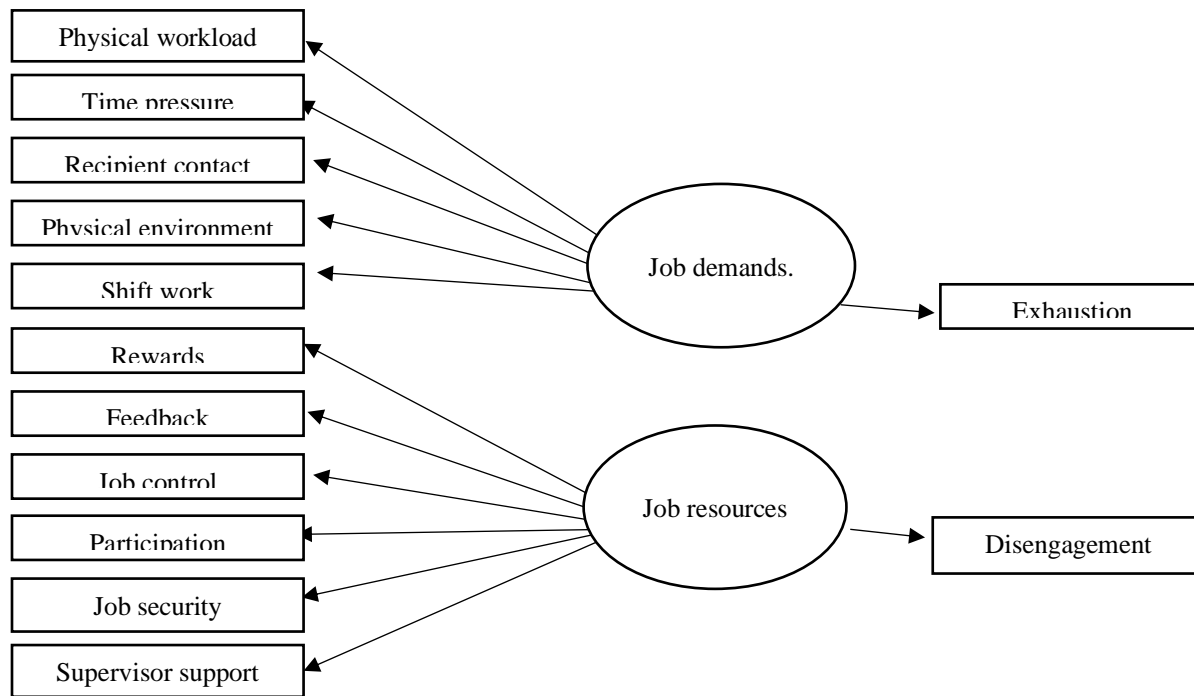 Physical workload
Time pressure
Recipient contact
Physical environment
Shift work
Rewards
Feedback
Job control
Participation
Job security
Supervisor support
Job demands.
Job resources
Exhaustion
Disengagement